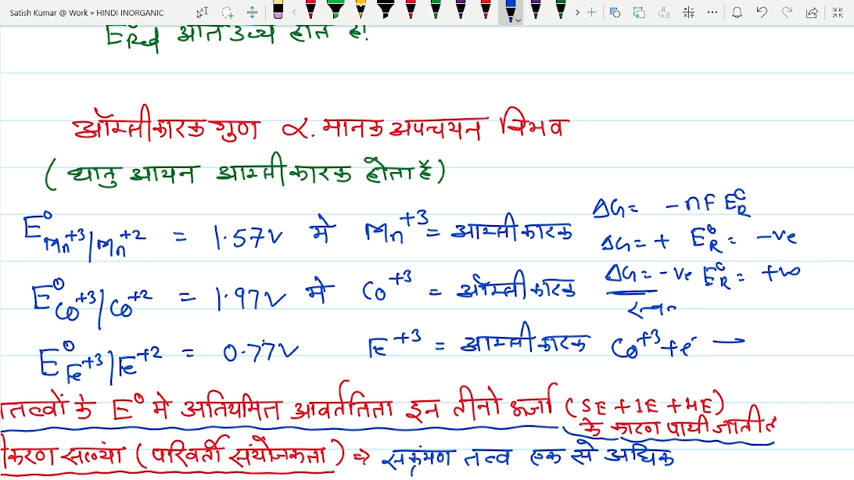 Satish Kumar @ Work » HINDI INORGANIC
E°Red अति उच्च होता है!
ऑक्सीकारक गुण ∝. मानक अपचयन विभव
(धातु आयन आक्सीकारक होता है)
E°Mn+3/Mn+2 = 1.57V में Mn+3 = आक्सीकारक
ΔG = -nFE°R
ΔG = + E°R = -ve
E°Co+3/Co+2 = 1.97V में Co+3 = ऑक्सीकारक
ΔG = -ve E°R = +ve
E°Fe+3/Fe+2 = 0.77V Fe+3 = आक्सीकारक
Co+3 + e- →
तत्वों के E° में अनियमित आवर्तिता इन तीनो ऊर्जा (SE + IE + HE)
के कारण पायी जाती है
करण संख्या (परिवर्ती संयोजकता) ⇒ संक्रमण तत्व एक से अधिक